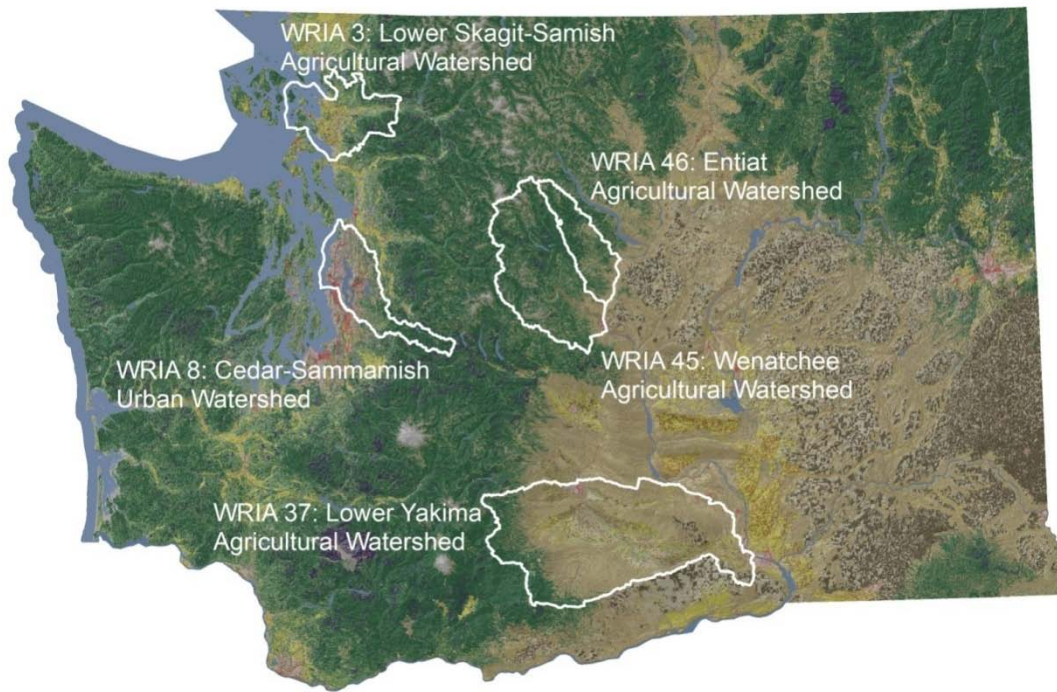 WRIA 3: Lower Skagit-Samish
Agricultural Watershed
WRIA 46: Entiat
Agricultural Watershed
WRIA 8: Cedar-Sammamish
Urban Watershed
WRIA 45: Wenatchee
Agricultural Watershed
WRIA 37: Lower Yakima
Agricultural Watershed